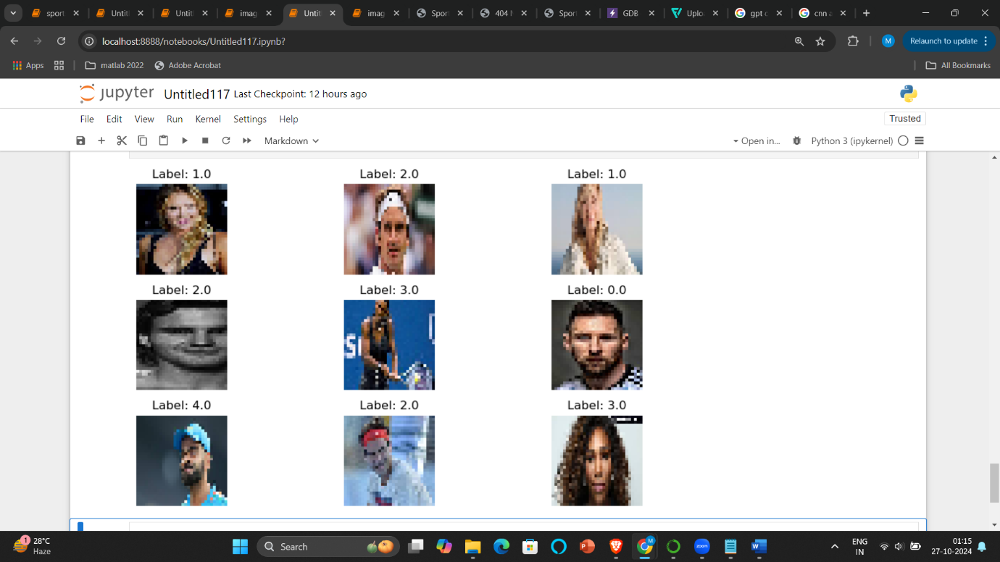 sport
Untitl
Untitl
imag
Untit
imag
Sport
404 N
Sport
GDB
Uplo
gpt c
cnn a
localhost:8888/notebooks/Untitled117.ipynb?
M
Relaunch to update
Apps
matlab 2022
Adobe Acrobat
All Bookmarks
jupyter Untitled117 Last Checkpoint: 12 hours ago
File Edit View Run Kernel Settings Help
Trusted
Markdown
Open in...
Python 3 (ipykernel)
Label: 1.0 Label: 2.0 Label: 1.0
Label: 2.0 Label: 3.0 Label: 0.0
Label: 4.0 Label: 2.0 Label: 3.0
1
28°C
Haze
Search
M
zoom
ENG
IN
01:15
27-10-2024